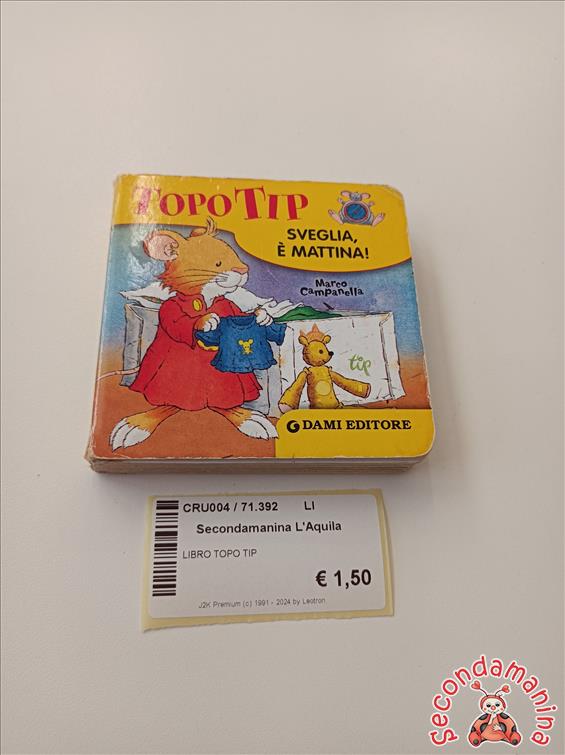 TOPO TIP
SVEGLIA,
È MATTINA!
Marco
Campanella
tip
DAMI EDITORE
CRU004 / 71.392 LI
Secondamanina L'Aquila
LIBRO TOPO TIP
€ 1,50
J2K Premium (c) 1991 - 2024 by Leotron
Secondamanina